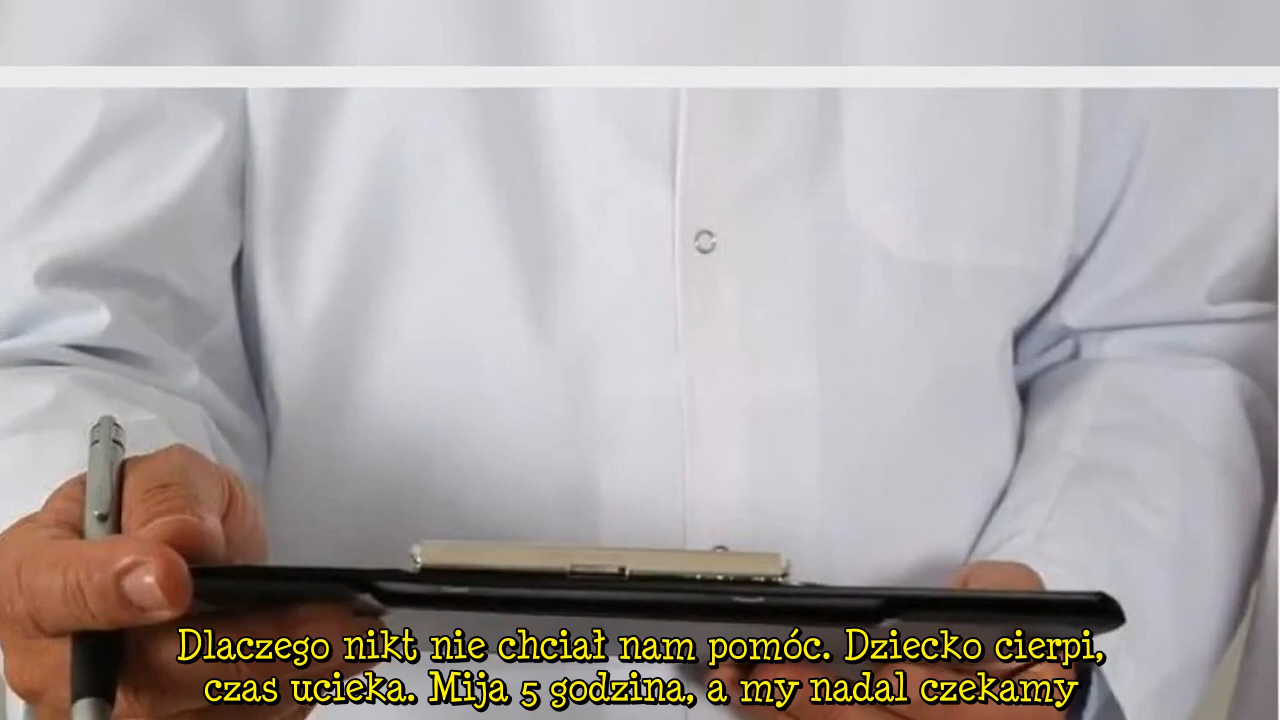 Dlaczego nikt nie chciał nam pomóc. Dziecko cierpi,
czas ucieka. Mija 5 godzina, a my nadal czekamy